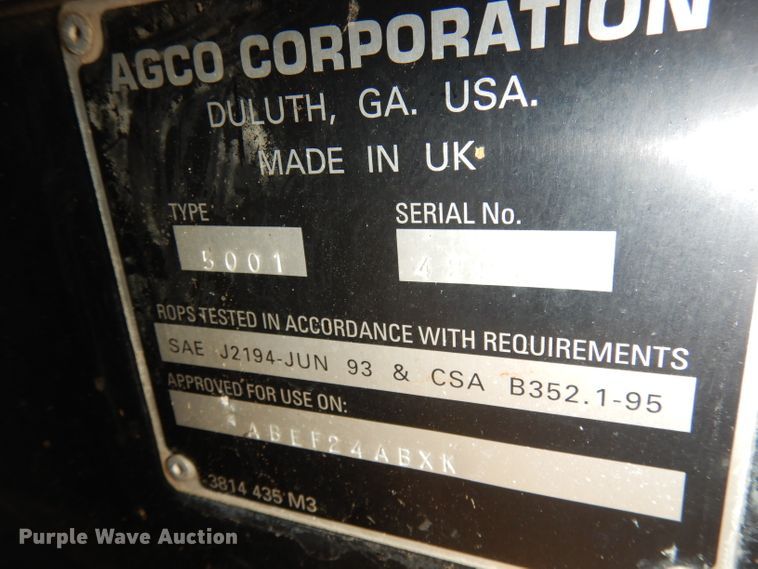 AGCO CORPORATION
DULUTH, GA. USA.
MADE IN UK
TYPE SERIAL No.
5001
ROPS TESTED IN ACCORDANCE WITH REQUIREMENTS
SAE J2194-JUN 93 & CSA B352.1-95
APPROVED FOR USE ON:
ABEF24ABXK
3814 435 M3
Purple Wave Auction